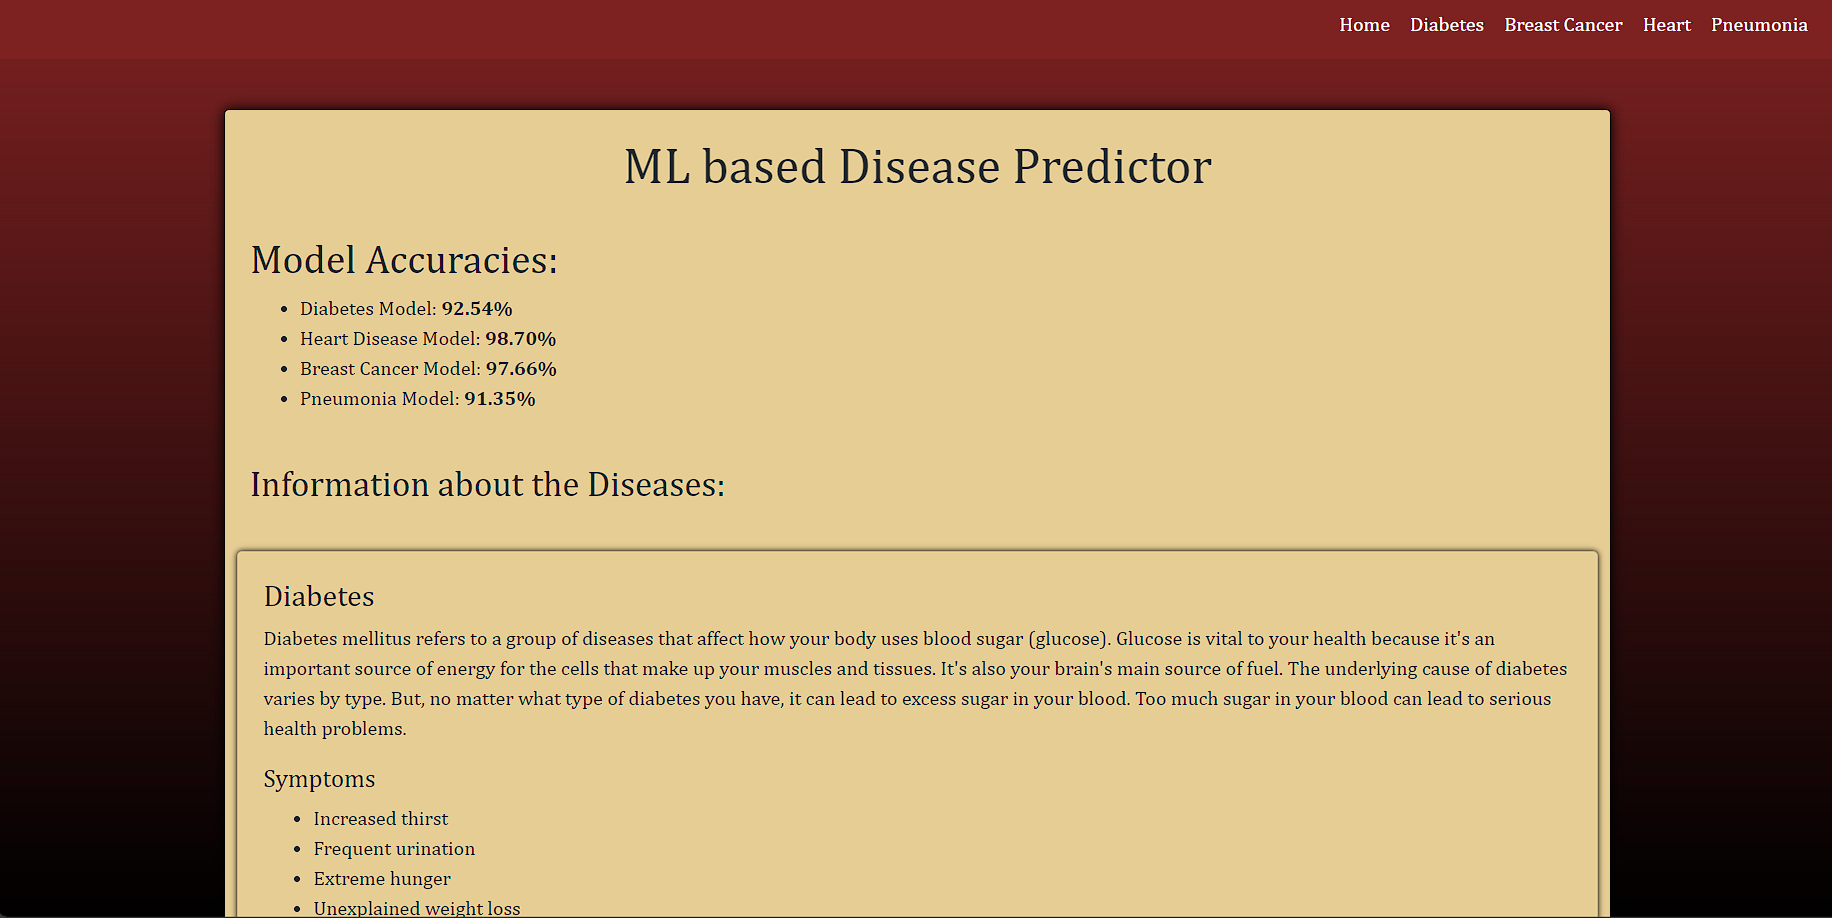 Home Diabetes Breast Cancer Heart Pneumonia
ML based Disease Predictor
Model Accuracies:
• Diabetes Model: 92.54%
• Heart Disease Model: 98.70%
• Breast Cancer Model: 97.66%
• Pneumonia Model: 91.35%
Information about the Diseases:
Diabetes
Diabetes mellitus refers to a group of diseases that affect how your body uses blood sugar (glucose). Glucose is vital to your health because it's an
important source of energy for the cells that make up your muscles and tissues. It's also your brain's main source of fuel. The underlying cause of diabetes
varies by type. But, no matter what type of diabetes you have, it can lead to excess sugar in your blood. Too much sugar in your blood can lead to serious
health problems.
Symptoms
• Increased thirst
• Frequent urination
• Extreme hunger
• Unexplained weight loss